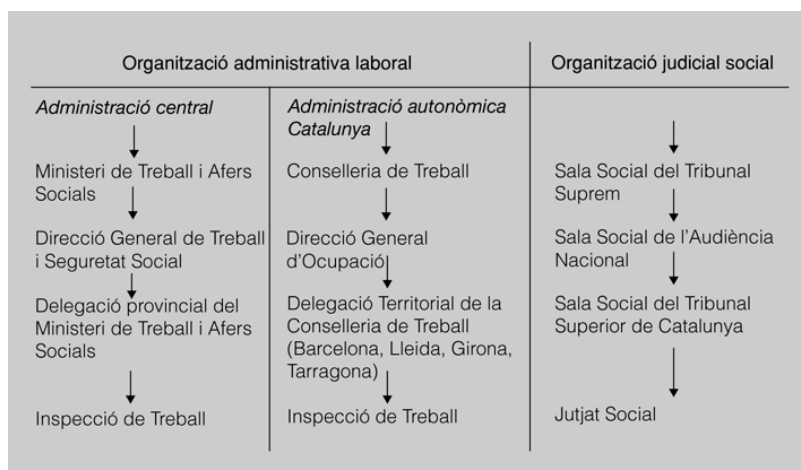 Organització administrativa laboral
Organització judicial social
Administració central
Ministeri de Treball i Afers
Socials
Direcció General de Treball
i Seguretat Social
Delegació provincial del
Ministeri de Treball i Afers
Socials
Inspecció de Treball
Administració autonòmica
Catalunya
Conselleria de Treball
Direcció General
d'Ocupació
Delegació Territorial de la
Conselleria de Treball
(Barcelona, Lleida, Girona,
Tarragona)
Inspecció de Treball
Sala Social del Tribunal
Suprem
Sala Social de l'Audiència
Nacional
Sala Social del Tribunal
Superior de Catalunya
Jutjat Social